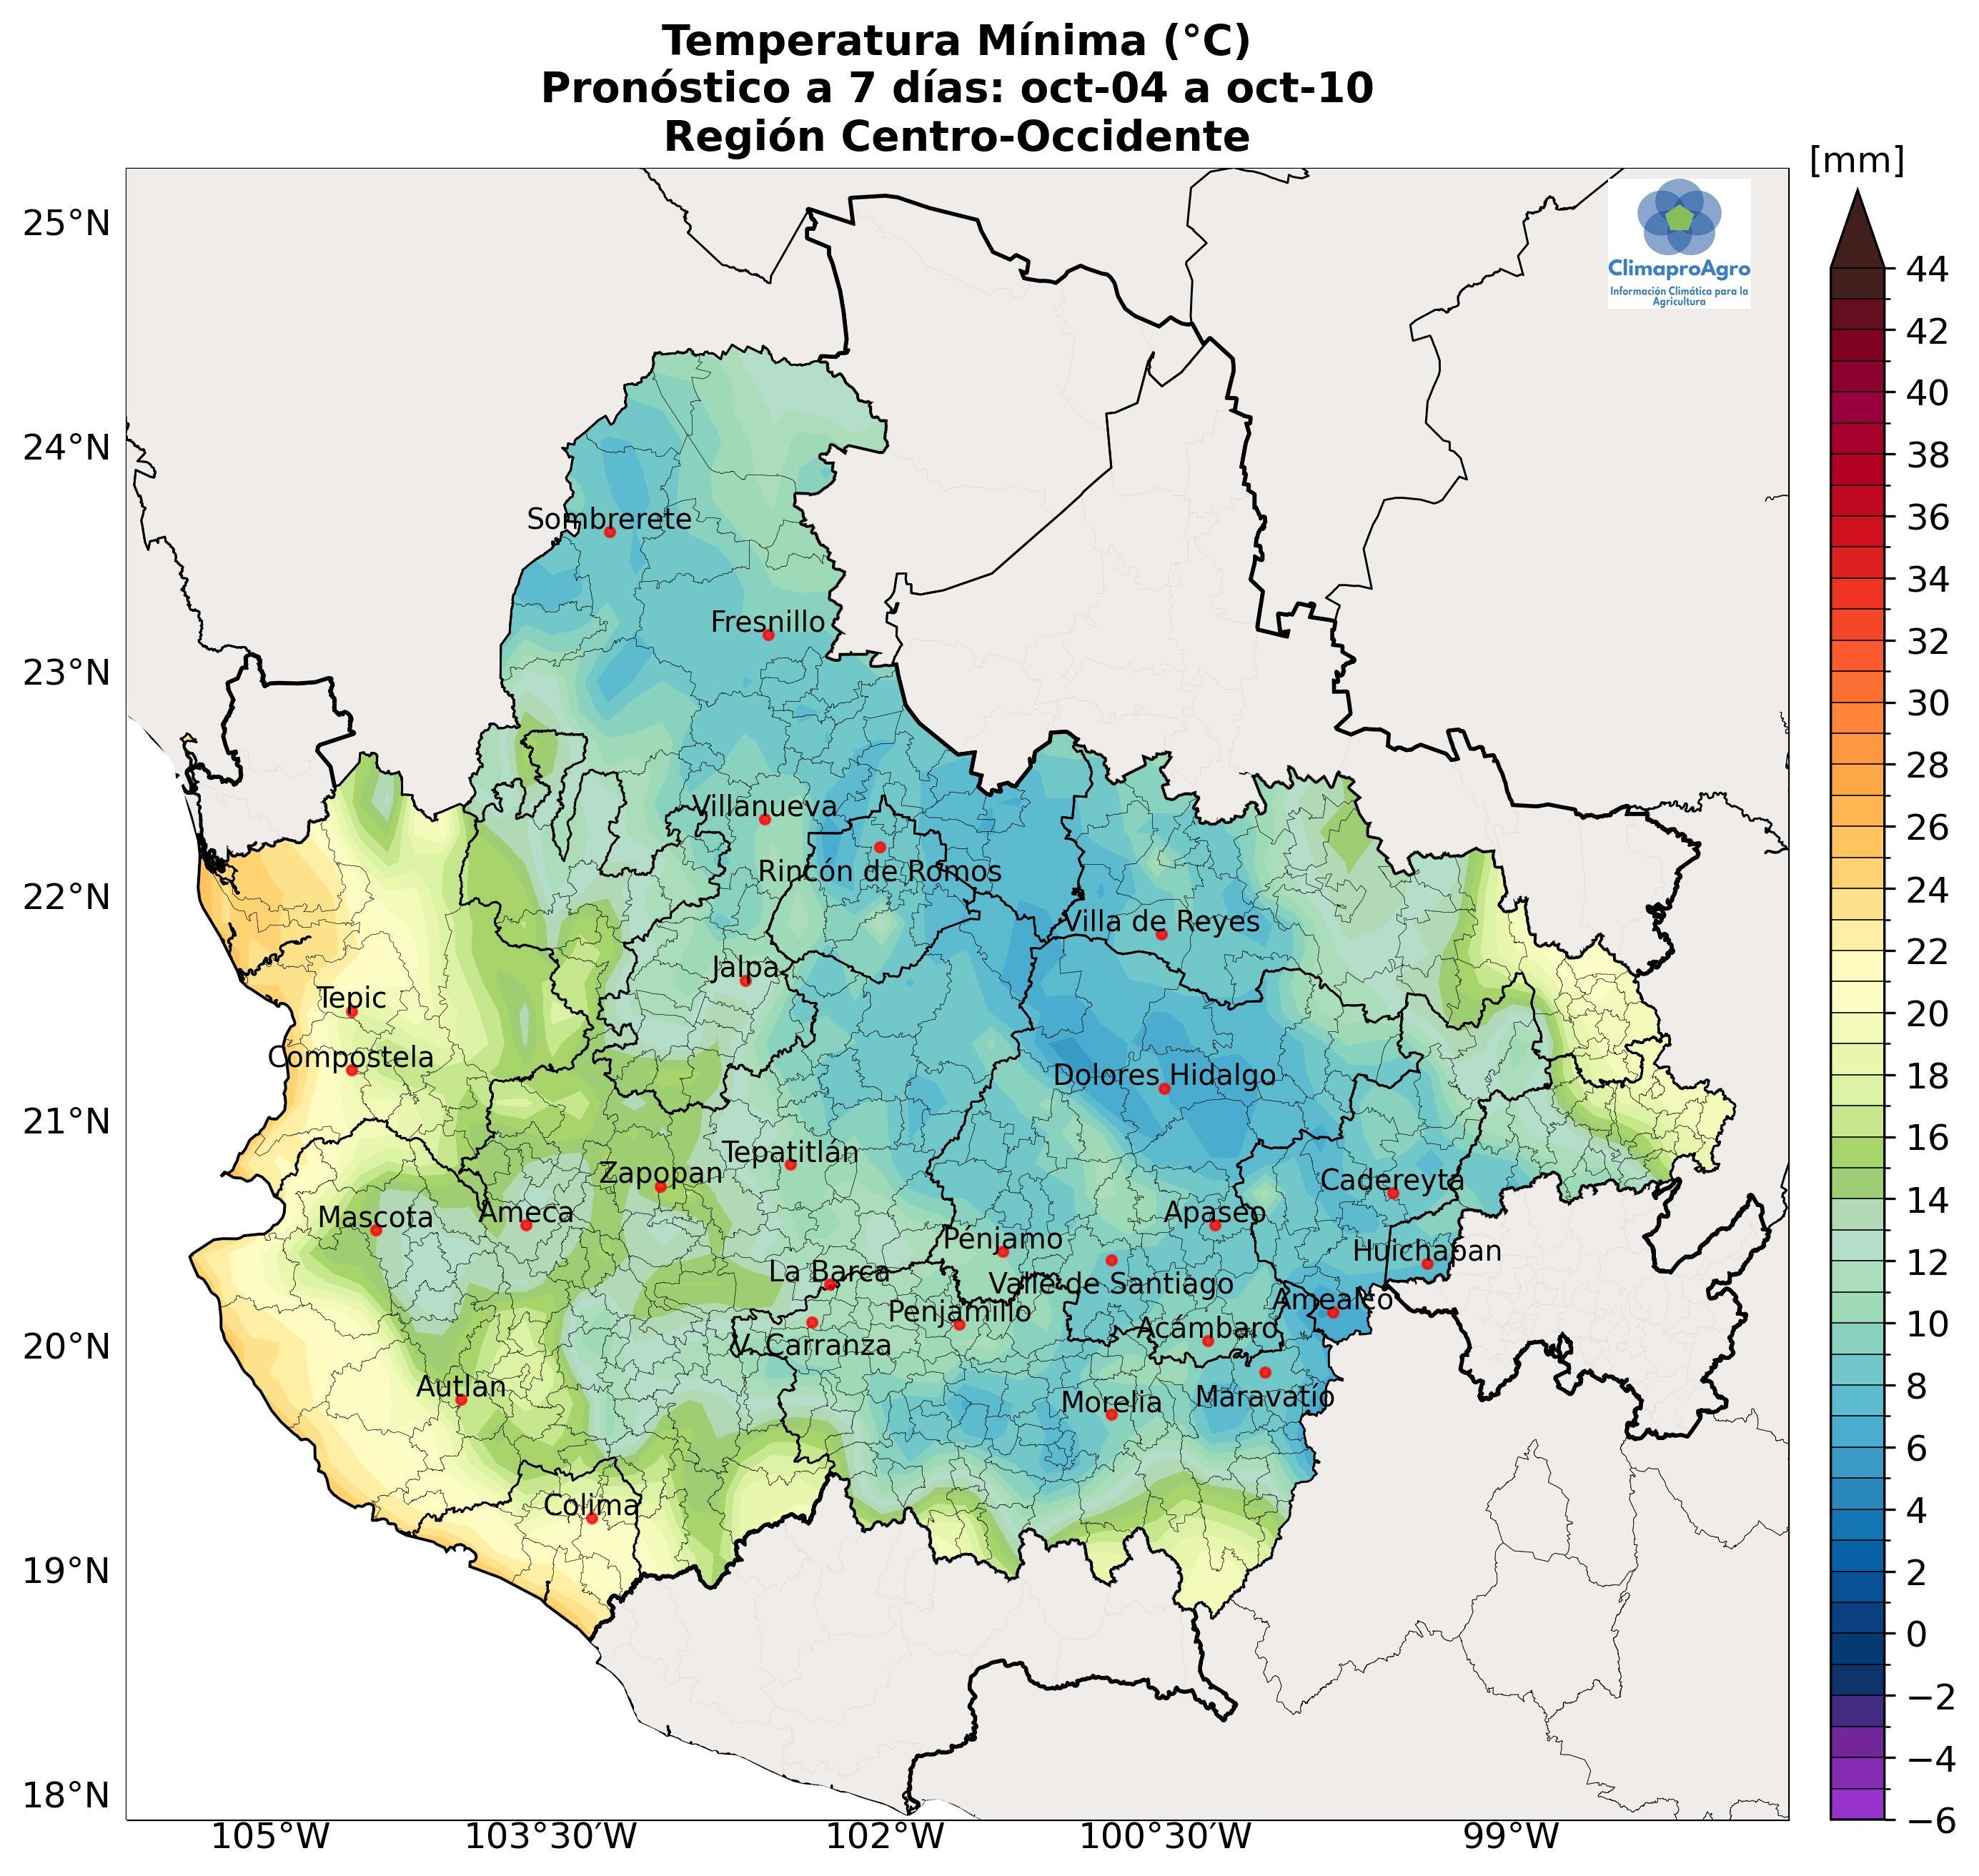 Temperatura Mínima (°C)
Pronóstico a 7 días: oct-04 a oct-10
Región Centro-Occidente
[mm]
ClimaproAgro
Información Climática para la
Agricultura
25°N
24°N
23°N
22°N
21°N
20°N
19°N
18°N
Sombrerete
Fresnillo
Villanueva
Rincón de Romos
Villa de Reyes
Jalpa
Tepic
Compostela
Dolores Hidalgo
Tepatitlán
Zapopan
Cadereyta
Mascota
Ameca
Apaseo
Pénjamo
Huichapan
La Barca
Valle de Santiago
Amealco
Penjamillo
Acámbaro
V. Carranza
Autlan
Morelia
Maravatío
Colima
105°W
103°30′W
102°W
100°30′W
99°W
44
42
40
38
36
34
32
30
28
26
24
22
20
18
16
14
12
10
8
6
4
2
0
−2
−4
−6